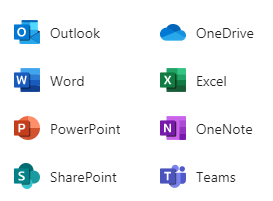 Outlook
OneDrive
Word
Excel
PowerPoint
OneNote
SharePoint
Teams